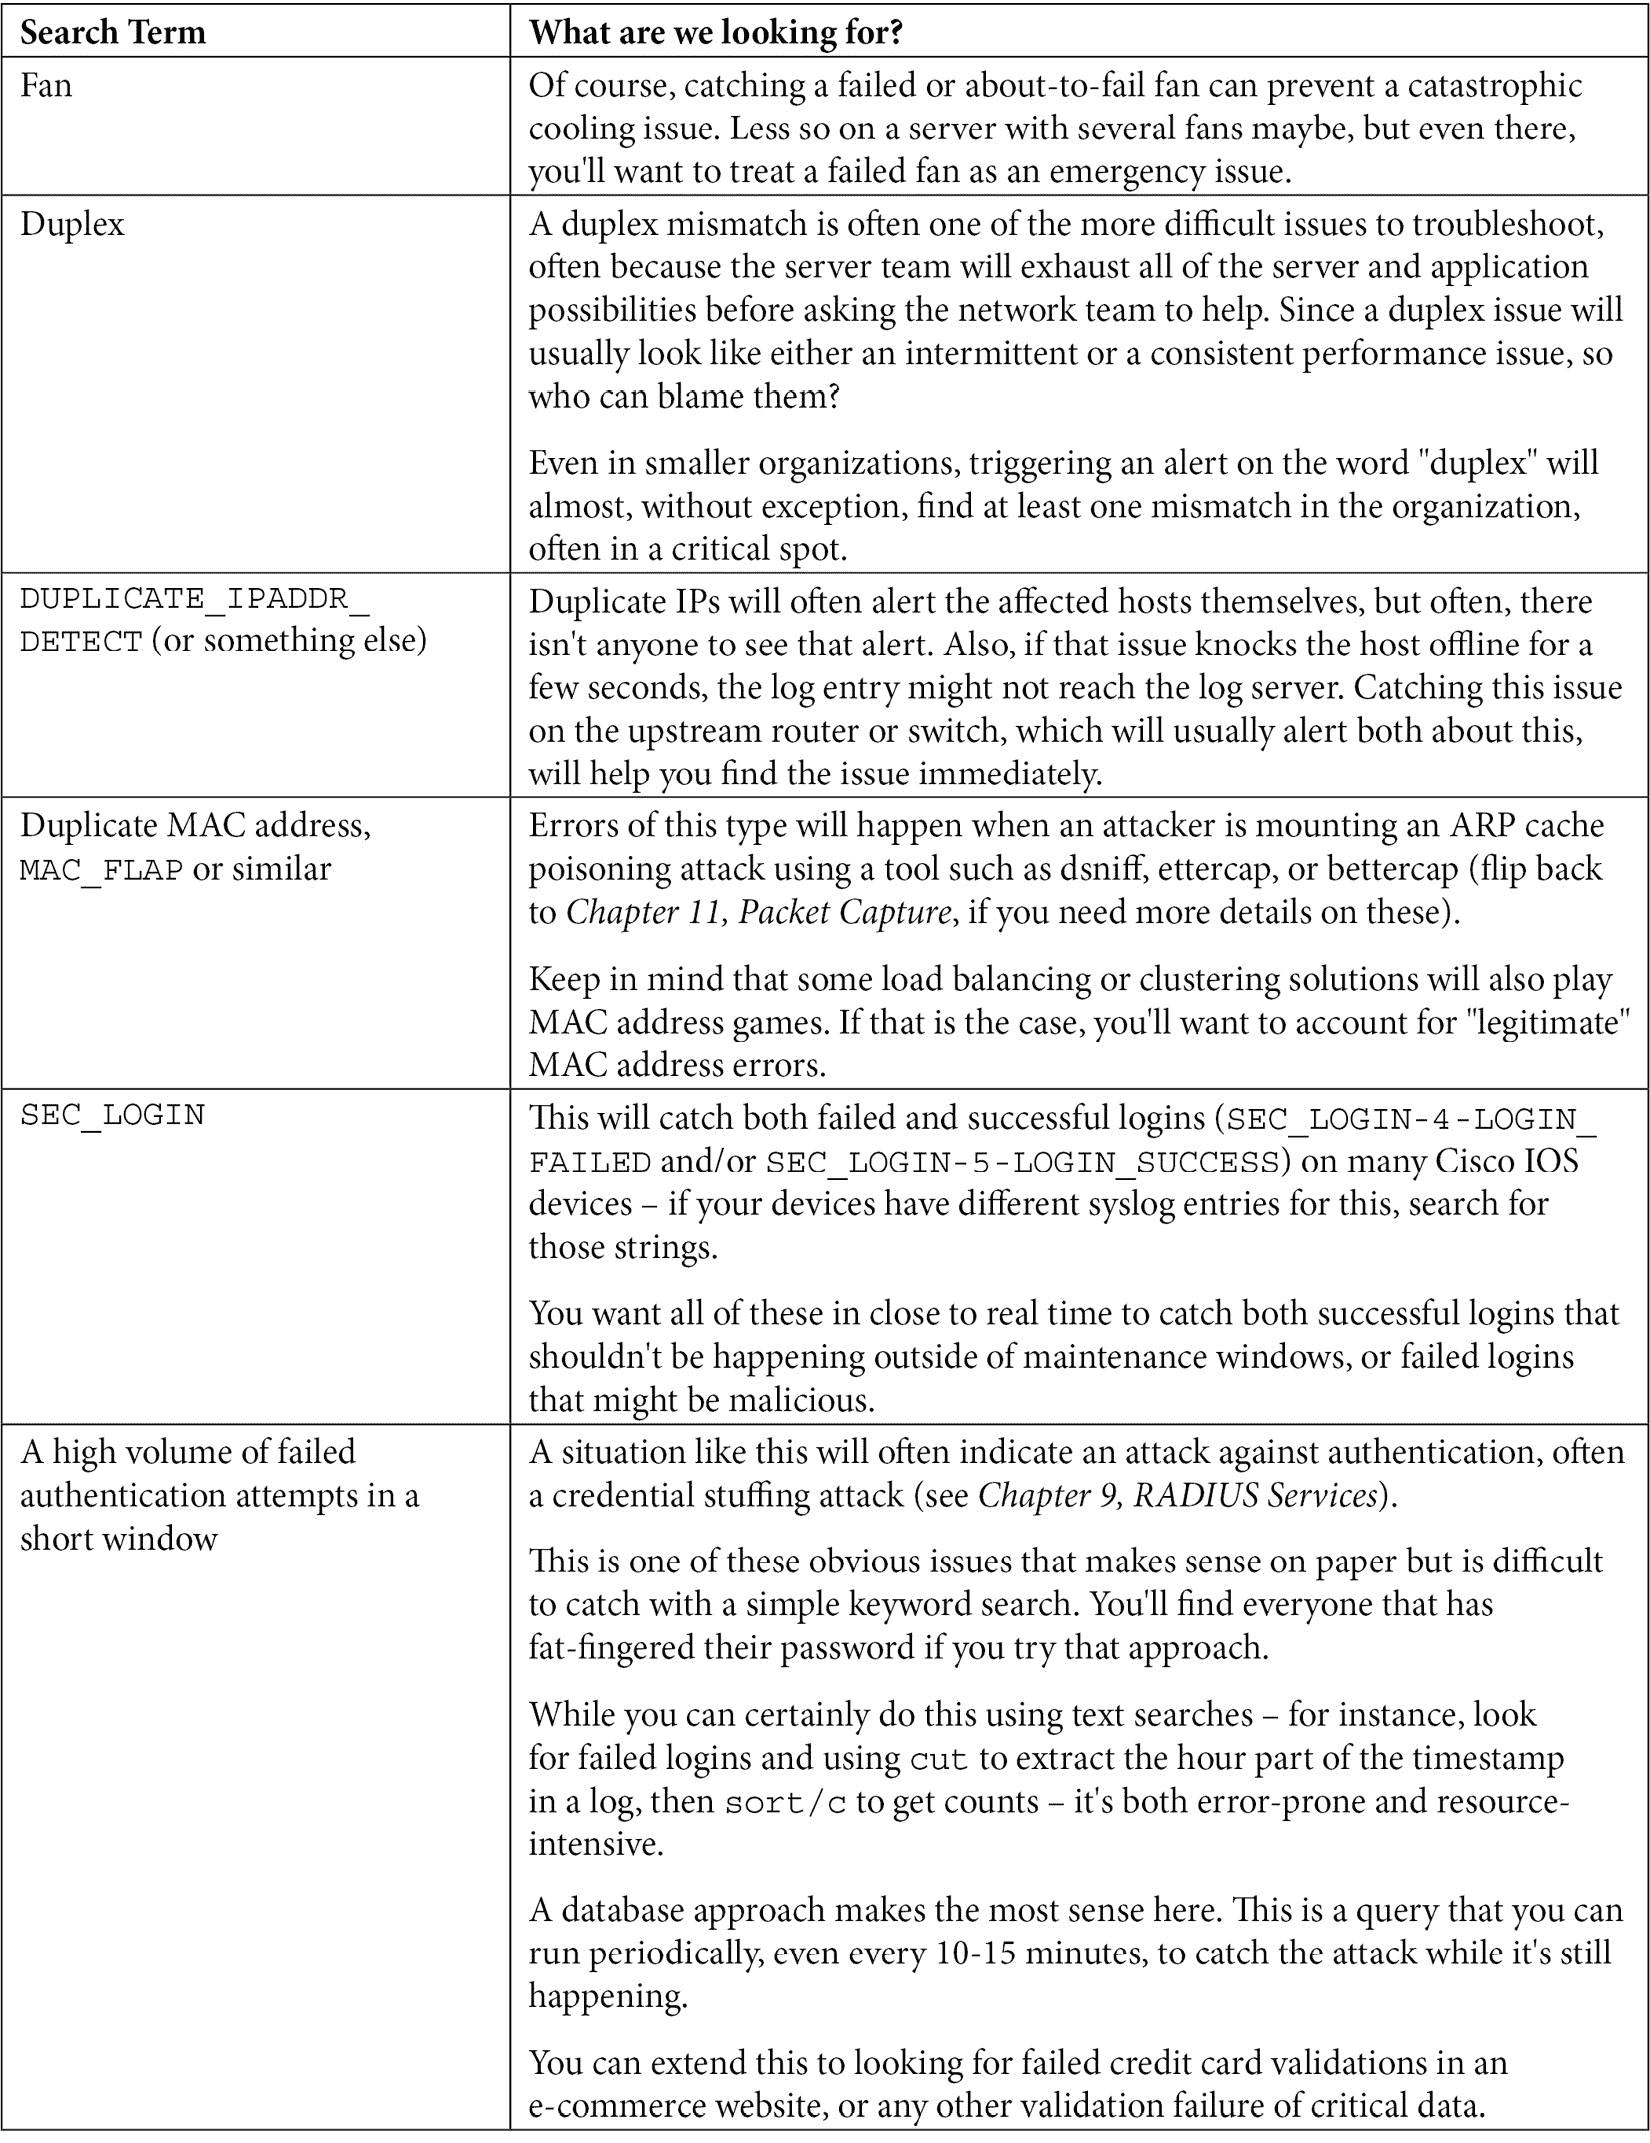 Search Term
What are we looking for?
Fan
Of course, catching a failed or about-to-fail fan can prevent a catastrophic
cooling issue. Less so on a server with several fans maybe, but even there,
you'll want to treat a failed fan as an emergency issue.
Duplex
A duplex mismatch is often one of the more difficult issues to troubleshoot,
often because the server team will exhaust all of the server and application
possibilities before asking the network team to help. Since a duplex issue will
usually look like either an intermittent or a consistent performance issue, so
who can blame them?
Even in smaller organizations, triggering an alert on the word "duplex" will
almost, without exception, find at least one mismatch in the organization,
often in a critical spot.
DUPLICATE_IPADDR_
DETECT (or something else)
Duplicate IPs will often alert the affected hosts themselves, but often, there
isn't anyone to see that alert. Also, if that issue knocks the host offline for a
few seconds, the log entry might not reach the log server. Catching this issue
on the upstream router or switch, which will usually alert both about this,
will help you find the issue immediately.
Duplicate MAC address,
MAC_FLAP or similar
Errors of this type will happen when an attacker is mounting an ARP cache
poisoning attack using a tool such as dsniff, ettercap, or bettercap (flip back
to Chapter 11, Packet Capture, if you need more details on these).
Keep in mind that some load balancing or clustering solutions will also play
MAC address games. If that is the case, you'll want to account for "legitimate"
MAC address errors.
SEC_LOGIN
This will catch both failed and successful logins (SEC_LOGIN-4-LOGIN_
FAILED and/or SEC_LOGIN-5-LOGIN_SUCCESS) on many Cisco IOS
devices – if your devices have different syslog entries for this, search for
those strings.
You want all of these in close to real time to catch both successful logins that
shouldn't be happening outside of maintenance windows, or failed logins
that might be malicious.
A high volume of failed
authentication attempts in a
short window
A situation like this will often indicate an attack against authentication, often
a credential stuffing attack (see Chapter 9, RADIUS Services).
This is one of these obvious issues that makes sense on paper but is difficult
to catch with a simple keyword search. You'll find everyone that has
fat-fingered their password if you try that approach.
While you can certainly do this using text searches – for instance, look
for failed logins and using cut to extract the hour part of the timestamp
in a log, then sort/c to get counts – it's both error-prone and resource-
intensive.
A database approach makes the most sense here. This is a query that you can
run periodically, even every 10-15 minutes, to catch the attack while it's still
happening.
You can extend this to looking for failed credit card validations in an
e-commerce website, or any other validation failure of critical data.